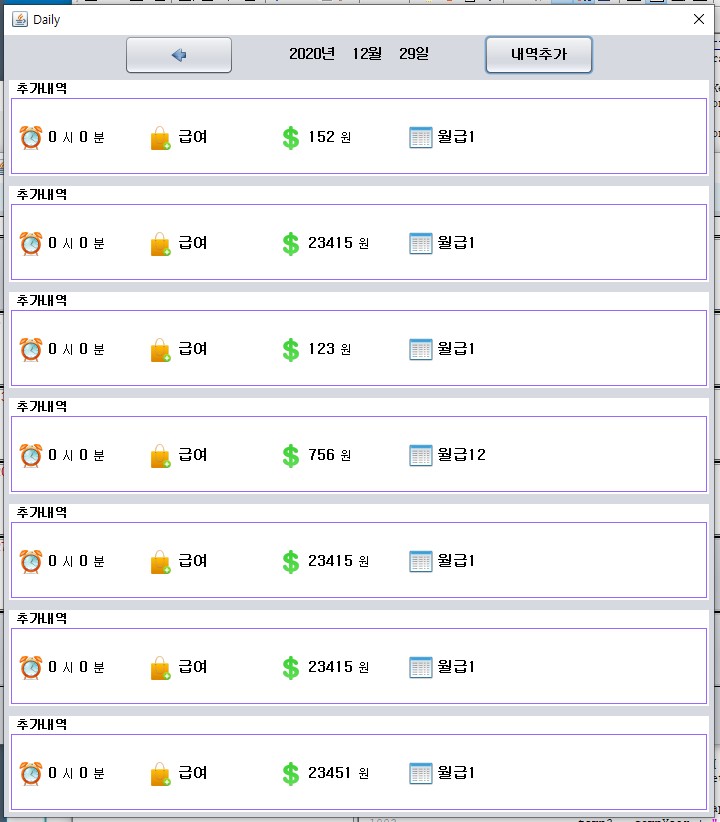 Daily
2020년 12월 29일 내역추가
추가내역
0 시 0 분 급여 152 원 월급1
추가내역
0 시 0 분 급여 23415 원 월급1
추가내역
0 시 0 분 급여 123 원 월급1
추가내역
0 시 0 분 급여 756 원 월급12
추가내역
0 시 0 분 급여 23415 원 월급1
추가내역
0 시 0 분 급여 23415 원 월급1
추가내역
0 시 0 분 급여 23451 원 월급1